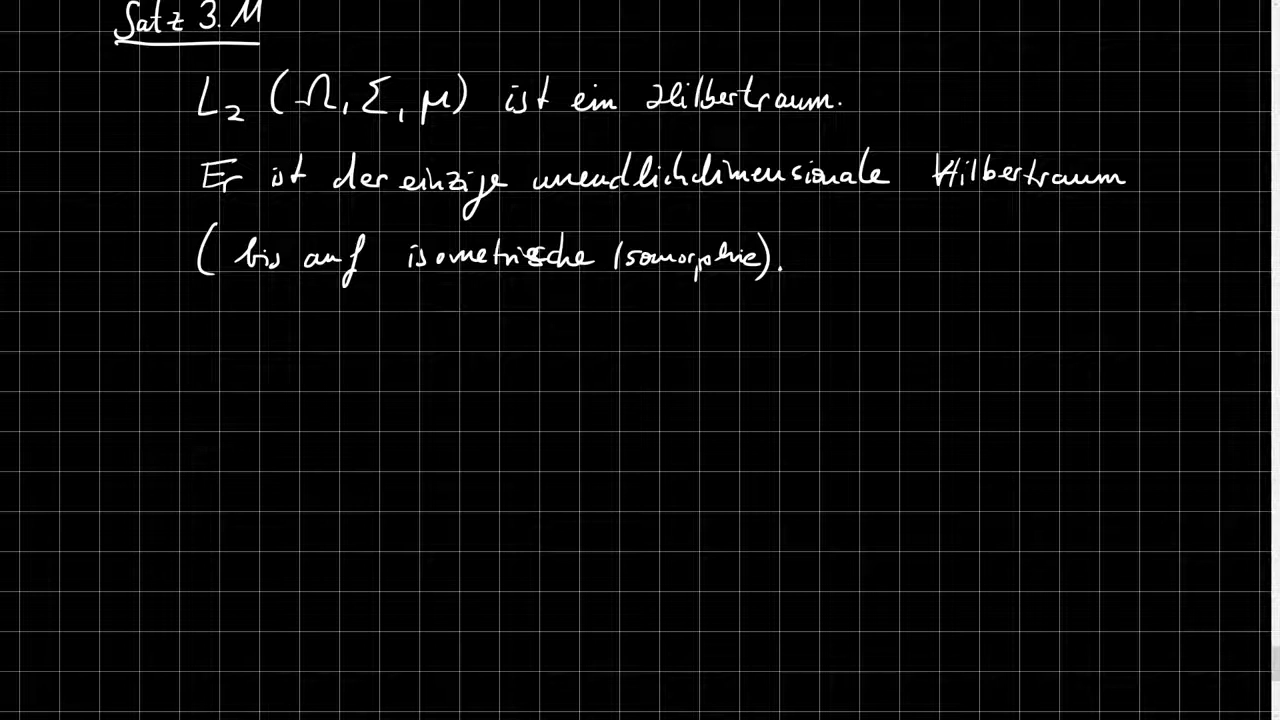 Satz 3.11
L₂ (Ω, Σ, μ) ist ein Hilbertraum.
Er ist der einzige unendlichdimensionale Hilbertraum
(bis auf isometrische Isomorphie).